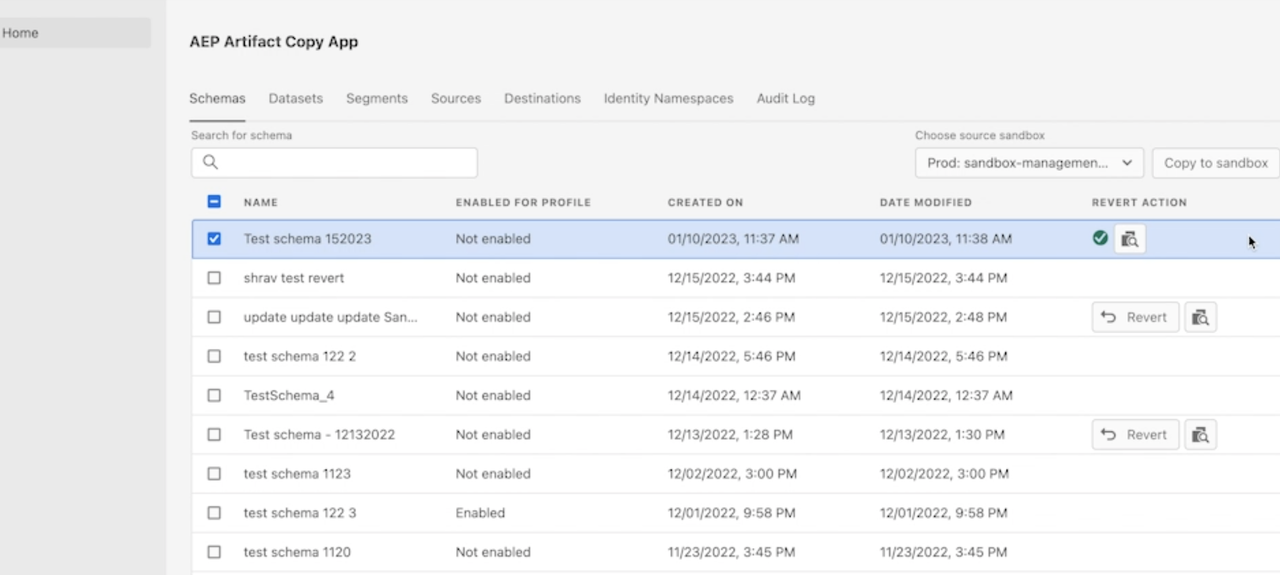 Home
AEP Artifact Copy App
Schemas Datasets Segments Sources Destinations Identity Namespaces Audit Log
Search for schema Choose source sandbox
Prod: sandbox-managemen... Copy to sandbox
NAME ENABLED FOR PROFILE CREATED ON DATE MODIFIED REVERT ACTION
Test schema 152023 Not enabled 01/10/2023, 11:37 AM 01/10/2023, 11:38 AM
shrav test revert Not enabled 12/15/2022, 3:44 PM 12/15/2022, 3:44 PM
update update update San... Not enabled 12/15/2022, 2:46 PM 12/15/2022, 2:48 PM Revert
test schema 122 2 Not enabled 12/14/2022, 5:46 PM 12/14/2022, 5:46 PM
TestSchema_4 Not enabled 12/14/2022, 12:37 AM 12/14/2022, 12:37 AM
Test schema - 12132022 Not enabled 12/13/2022, 1:28 PM 12/13/2022, 1:30 PM Revert
test schema 1123 Not enabled 12/02/2022, 3:00 PM 12/02/2022, 3:00 PM
test schema 122 3 Enabled 12/01/2022, 9:58 PM 12/01/2022, 9:58 PM
test schema 1120 Not enabled 11/23/2022, 3:45 PM 11/23/2022, 3:45 PM